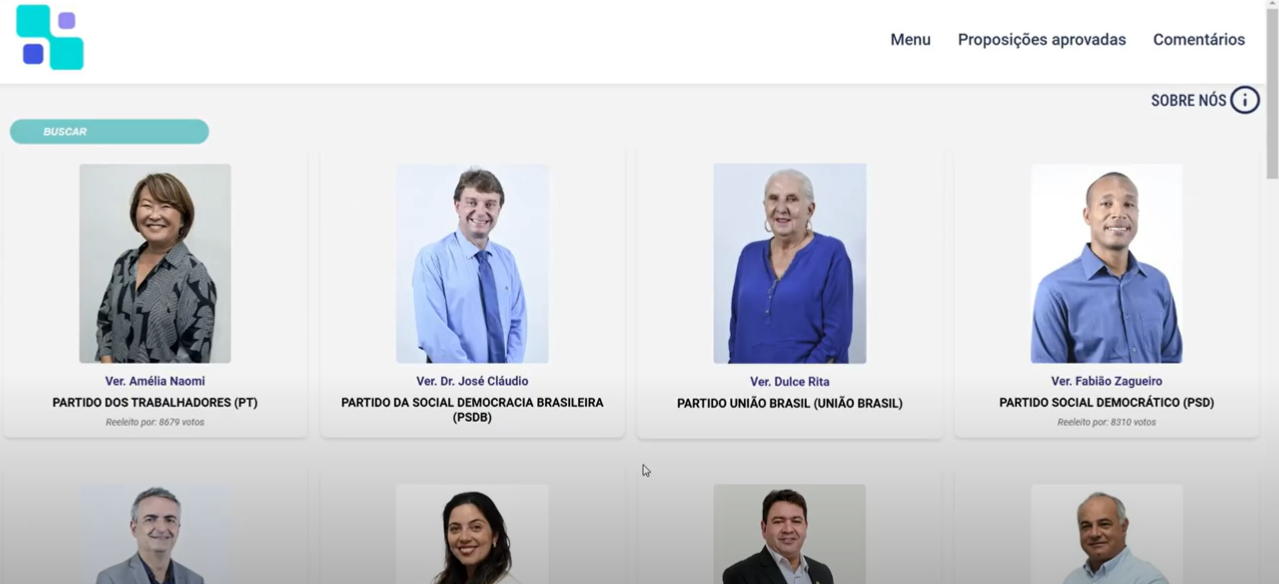 Menu Proposições aprovadas Comentários
SOBRE NÓS
BUSCAR
Ver. Amélia Naomi
PARTIDO DOS TRABALHADORES (PT)
Reeleito por: 8679 votos
Ver. Dr. José Cláudio
PARTIDO DA SOCIAL DEMOCRACIA BRASILEIRA
(PSDB)
Ver. Dulce Rita
PARTIDO UNIÃO BRASIL (UNIÃO BRASIL)
Ver. Fabião Zagueiro
PARTIDO SOCIAL DEMOCRÁTICO (PSD)
Reeleito por: 8310 votos